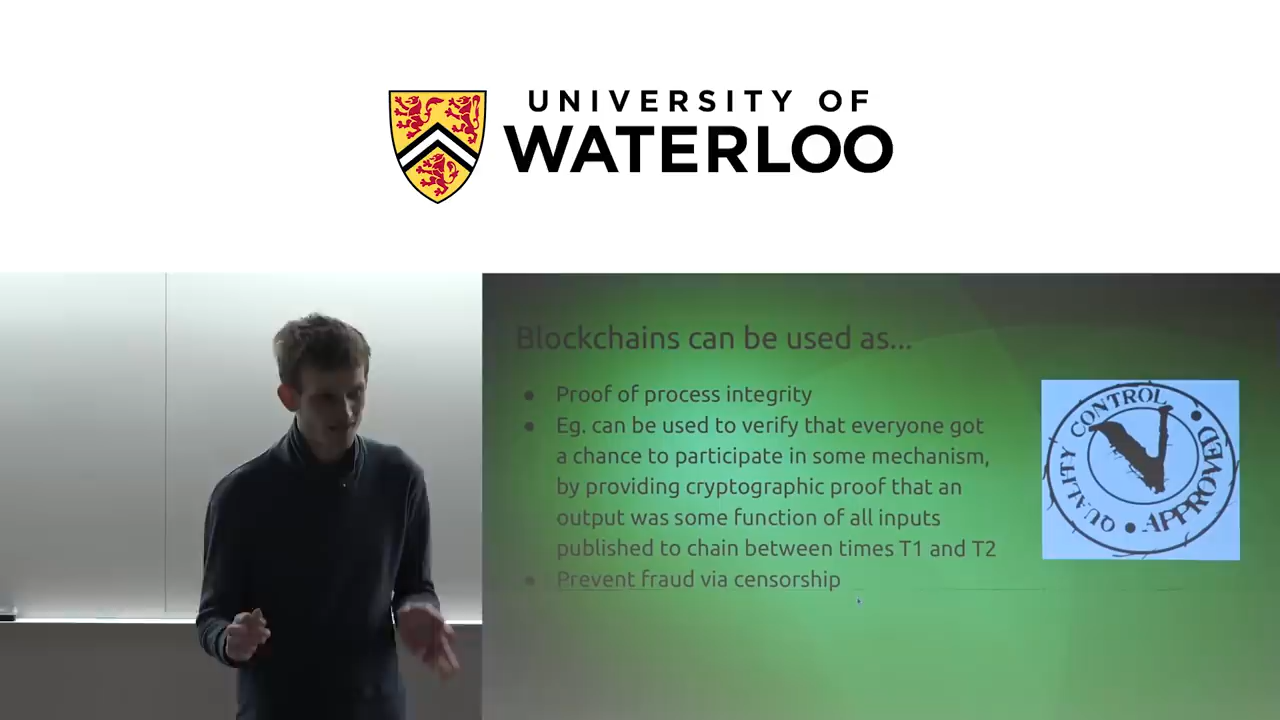 UNIVERSITY OF
WATERLOO
Blockchains can be used as...
● Proof of process integrity
● Eg. can be used to verify that everyone got
a chance to participate in some mechanism,
by providing cryptographic proof that an
output was some function of all inputs
published to chain between times T1 and T2
● Prevent fraud via censorship
QUALITY CONTROL
APPROVED
V